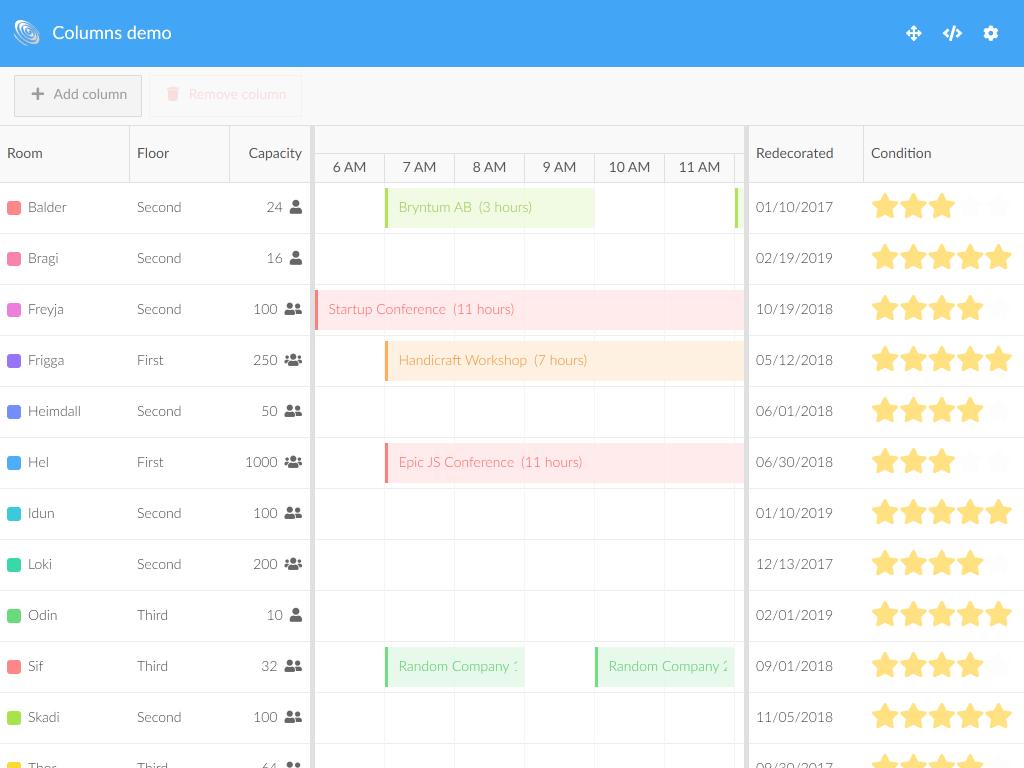 Columns demo
Add column
Remove column
Room Floor Capacity 6 AM 7 AM 8 AM 9 AM 10 AM 11 AM Redecorated Condition
Balder Second 24 Bryntum AB (3 hours) 01/10/2017
Bragi Second 16 02/19/2019
Freyja Second 100 Startup Conference (11 hours) 10/19/2018
Frigga First 250 Handicraft Workshop (7 hours) 05/12/2018
Heimdall Second 50 06/01/2018
Hel First 1000 Epic JS Conference (11 hours) 06/30/2018
Idun Second 100 01/10/2019
Loki Second 200 12/13/2017
Odin Third 10 02/01/2019
Sif Third 32 Random Company Random Company 2 09/01/2018
Skadi Second 100 11/05/2018
Thor Third 64 09/30/2017